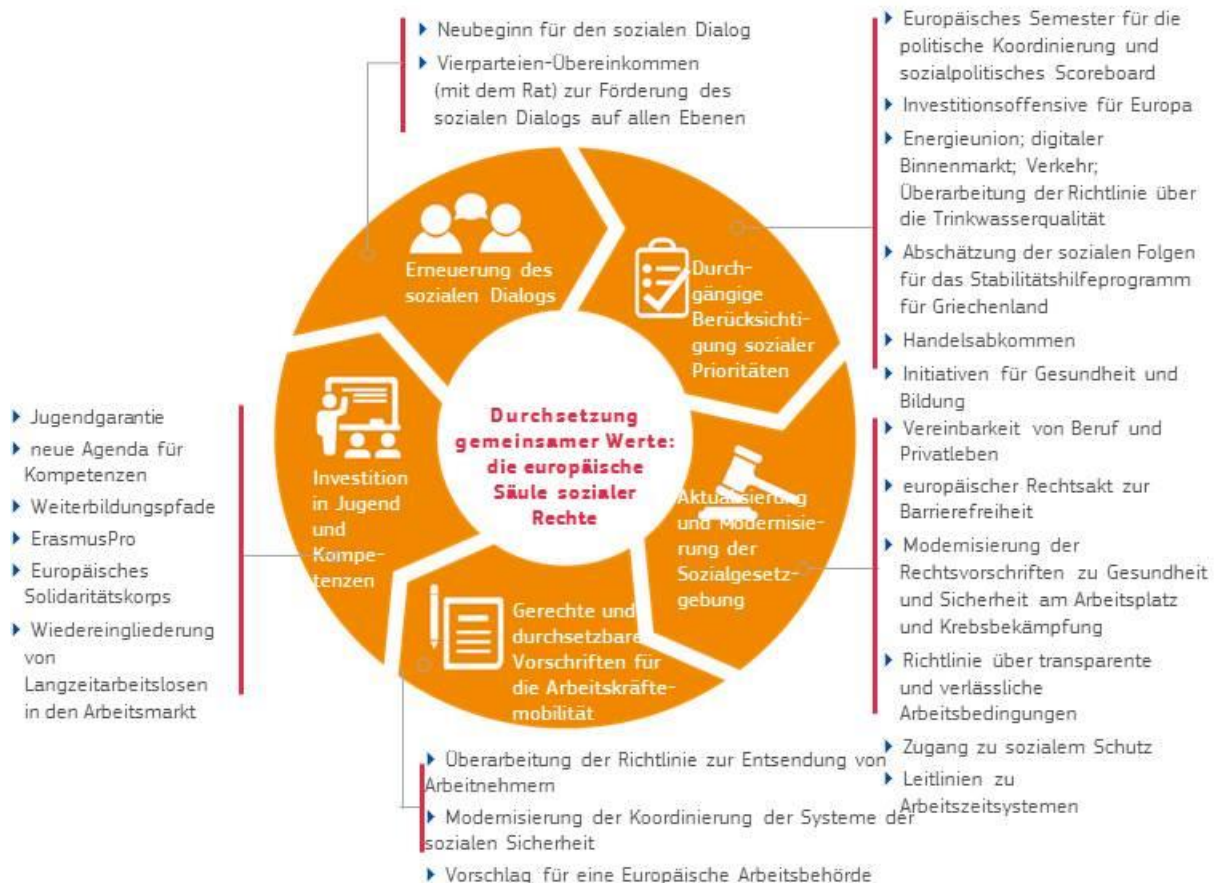 Neubeginn für den sozialen Dialog
Vierparteien-Übereinkommen
(mit dem Rat) zur Förderung des
sozialen Dialogs auf allen Ebenen
Europäisches Semester für die
politische Koordinierung und
sozialpolitisches Scoreboard
Investitionsoffensive für Europa
Energieunion; digitaler
Binnenmarkt; Verkehr;
Überarbeitung der Richtlinie über
die Trinkwasserqualität
Abschätzung der sozialen Folgen
für das Stabilitätshilfeprogramm
für Griechenland
Handelsabkommen
Initiativen für Gesundheit und
Bildung
Erneuerung des
sozialen Dialogs
Durch-
gängige
Berücksichti-
gung sozialer
Prioritäten
Durchsetzung
gemeinsamer Werte:
die europäische
Säule sozialer
Rechte
Jugendgarantie
neue Agenda für
Kompetenzen
Weiterbildungspfade
ErasmusPro
Europäisches
Solidaritätskorps
Wiedereingliederung
von
Langzeitarbeitslosen
in den Arbeitsmarkt
Investition
in Jugend
und
Kompe-
tenzen
Aktualisierung
und Modernisie-
rung der
Sozialgesetz-
gebung
Vereinbarkeit von Beruf und
Privatleben
europäischer Rechtsakt zur
Barrierefreiheit
Modernisierung der
Rechtsvorschriften zu Gesundheit
und Sicherheit am Arbeitsplatz
und Krebsbekämpfung
Richtlinie über transparente
und verlässliche
Arbeitsbedingungen
Zugang zu sozialem Schutz
Leitlinien zu
Arbeitszeitsystemen
Gerechte und
durchsetzbare
Vorschriften für
die Arbeitskräfte-
mobilität
Überarbeitung der Richtlinie zur Entsendung von
Arbeitnehmern
Modernisierung der Koordinierung der Systeme der
sozialen Sicherheit
Vorschlag für eine Europäische Arbeitsbehörde